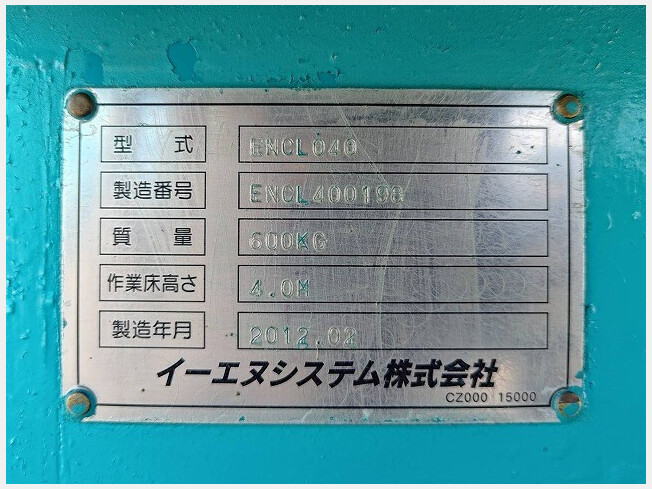 型 式 ENCL040
製造番号 ENCL400198
質 量 600KG
作業床高さ 4.0M
製造年月 2012.02
イーエヌシステム株式会社
CZ000 15000